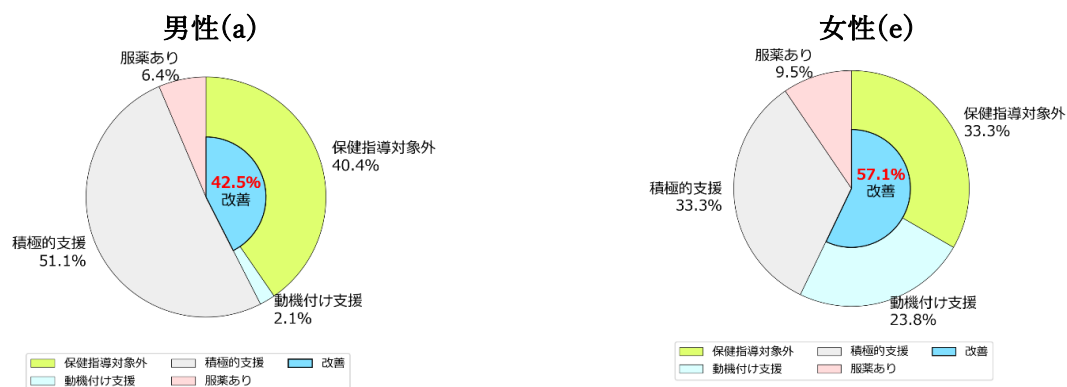 男性(a)
服薬あり
6.4%
保健指導対象外
40.4%
42.5%
改善
積極的支援
51.1%
動機付け支援
2.1%
保健指導対象外 積極的支援 改善
動機付け支援 服薬あり
女性(e)
服薬あり
9.5%
保健指導対象外
33.3%
57.1%
改善
積極的支援
33.3%
動機付け支援
23.8%
保健指導対象外 積極的支援 改善
動機付け支援 服薬あり